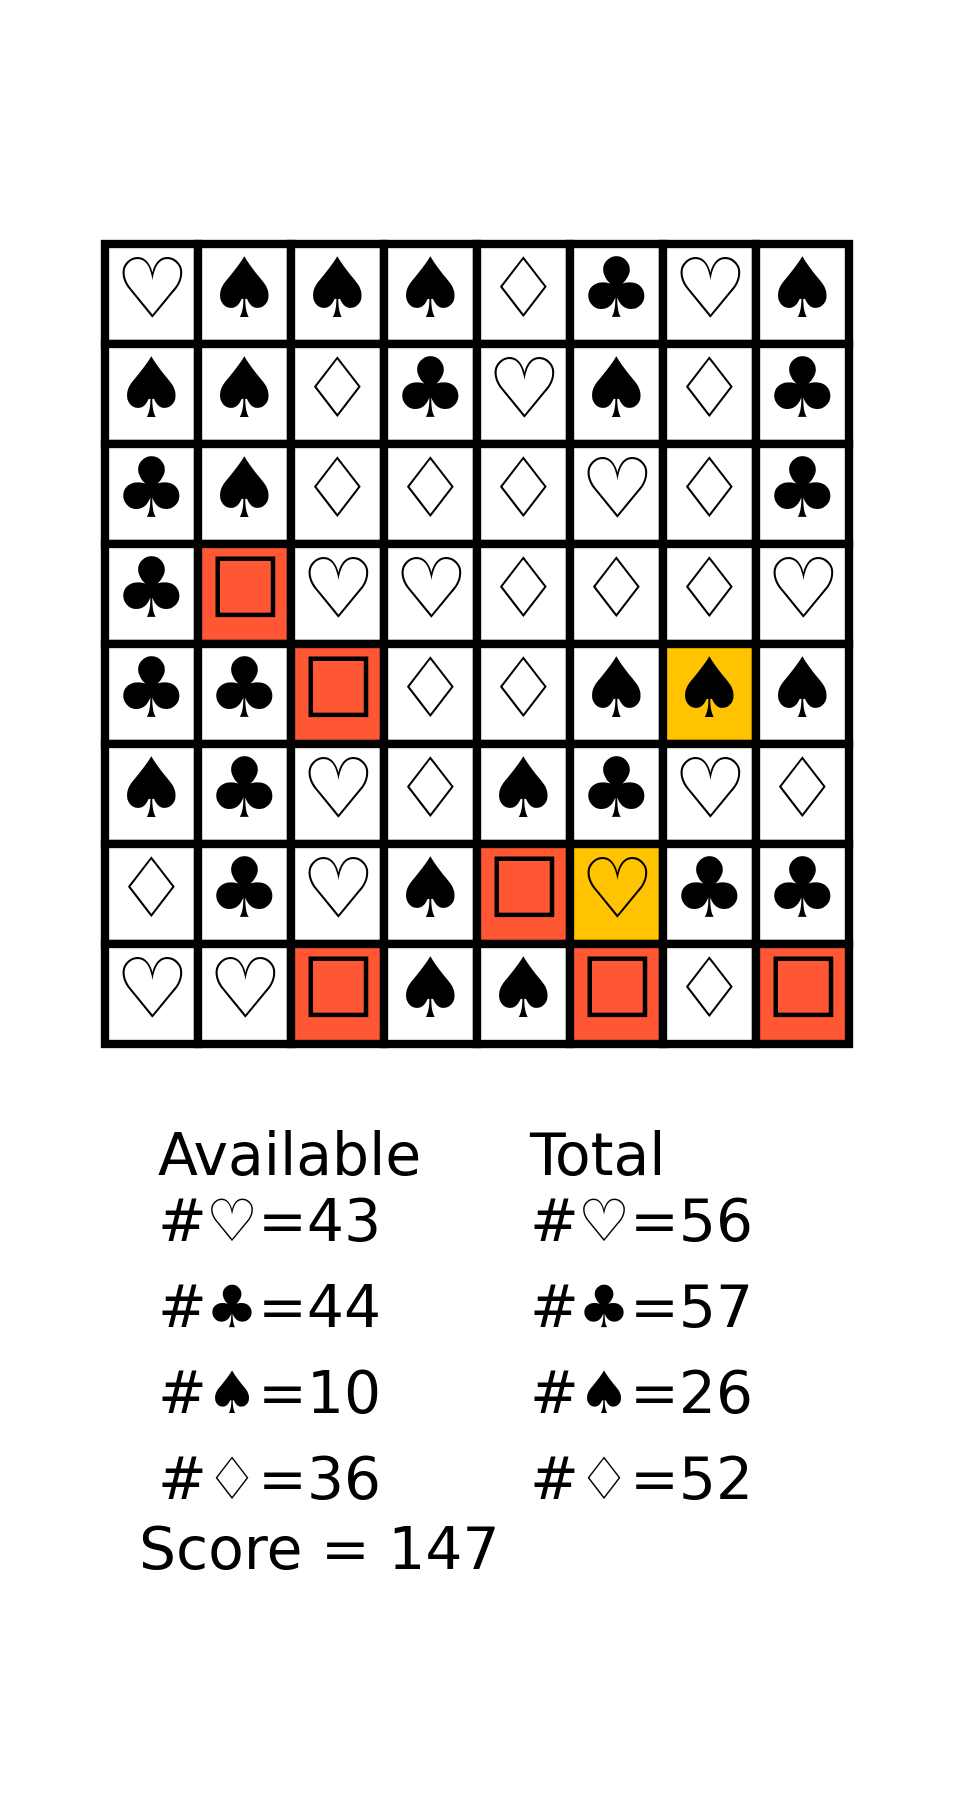 ♡ ♠ ♠ ♠ ♢ ♣ ♡ ♠
♠ ♠ ♢ ♣ ♡ ♠ ♢ ♣
♣ ♠ ♢ ♢ ♢ ♡ ♢ ♣
♣ □ ♡ ♡ ♢ ♢ ♢ ♡
♣ ♣ □ ♢ ♢ ♠ ♠ ♠
♠ ♣ ♡ ♢ ♠ ♣ ♡ ♢
♢ ♣ ♡ ♠ □ ♡ ♣ ♣
♡ ♡ □ ♠ ♠ □ ♢ □
Available Total
#♡=43 #♡=56
#♣=44 #♣=57
#♠=10 #♠=26
#♢=36 #♢=52
Score = 147